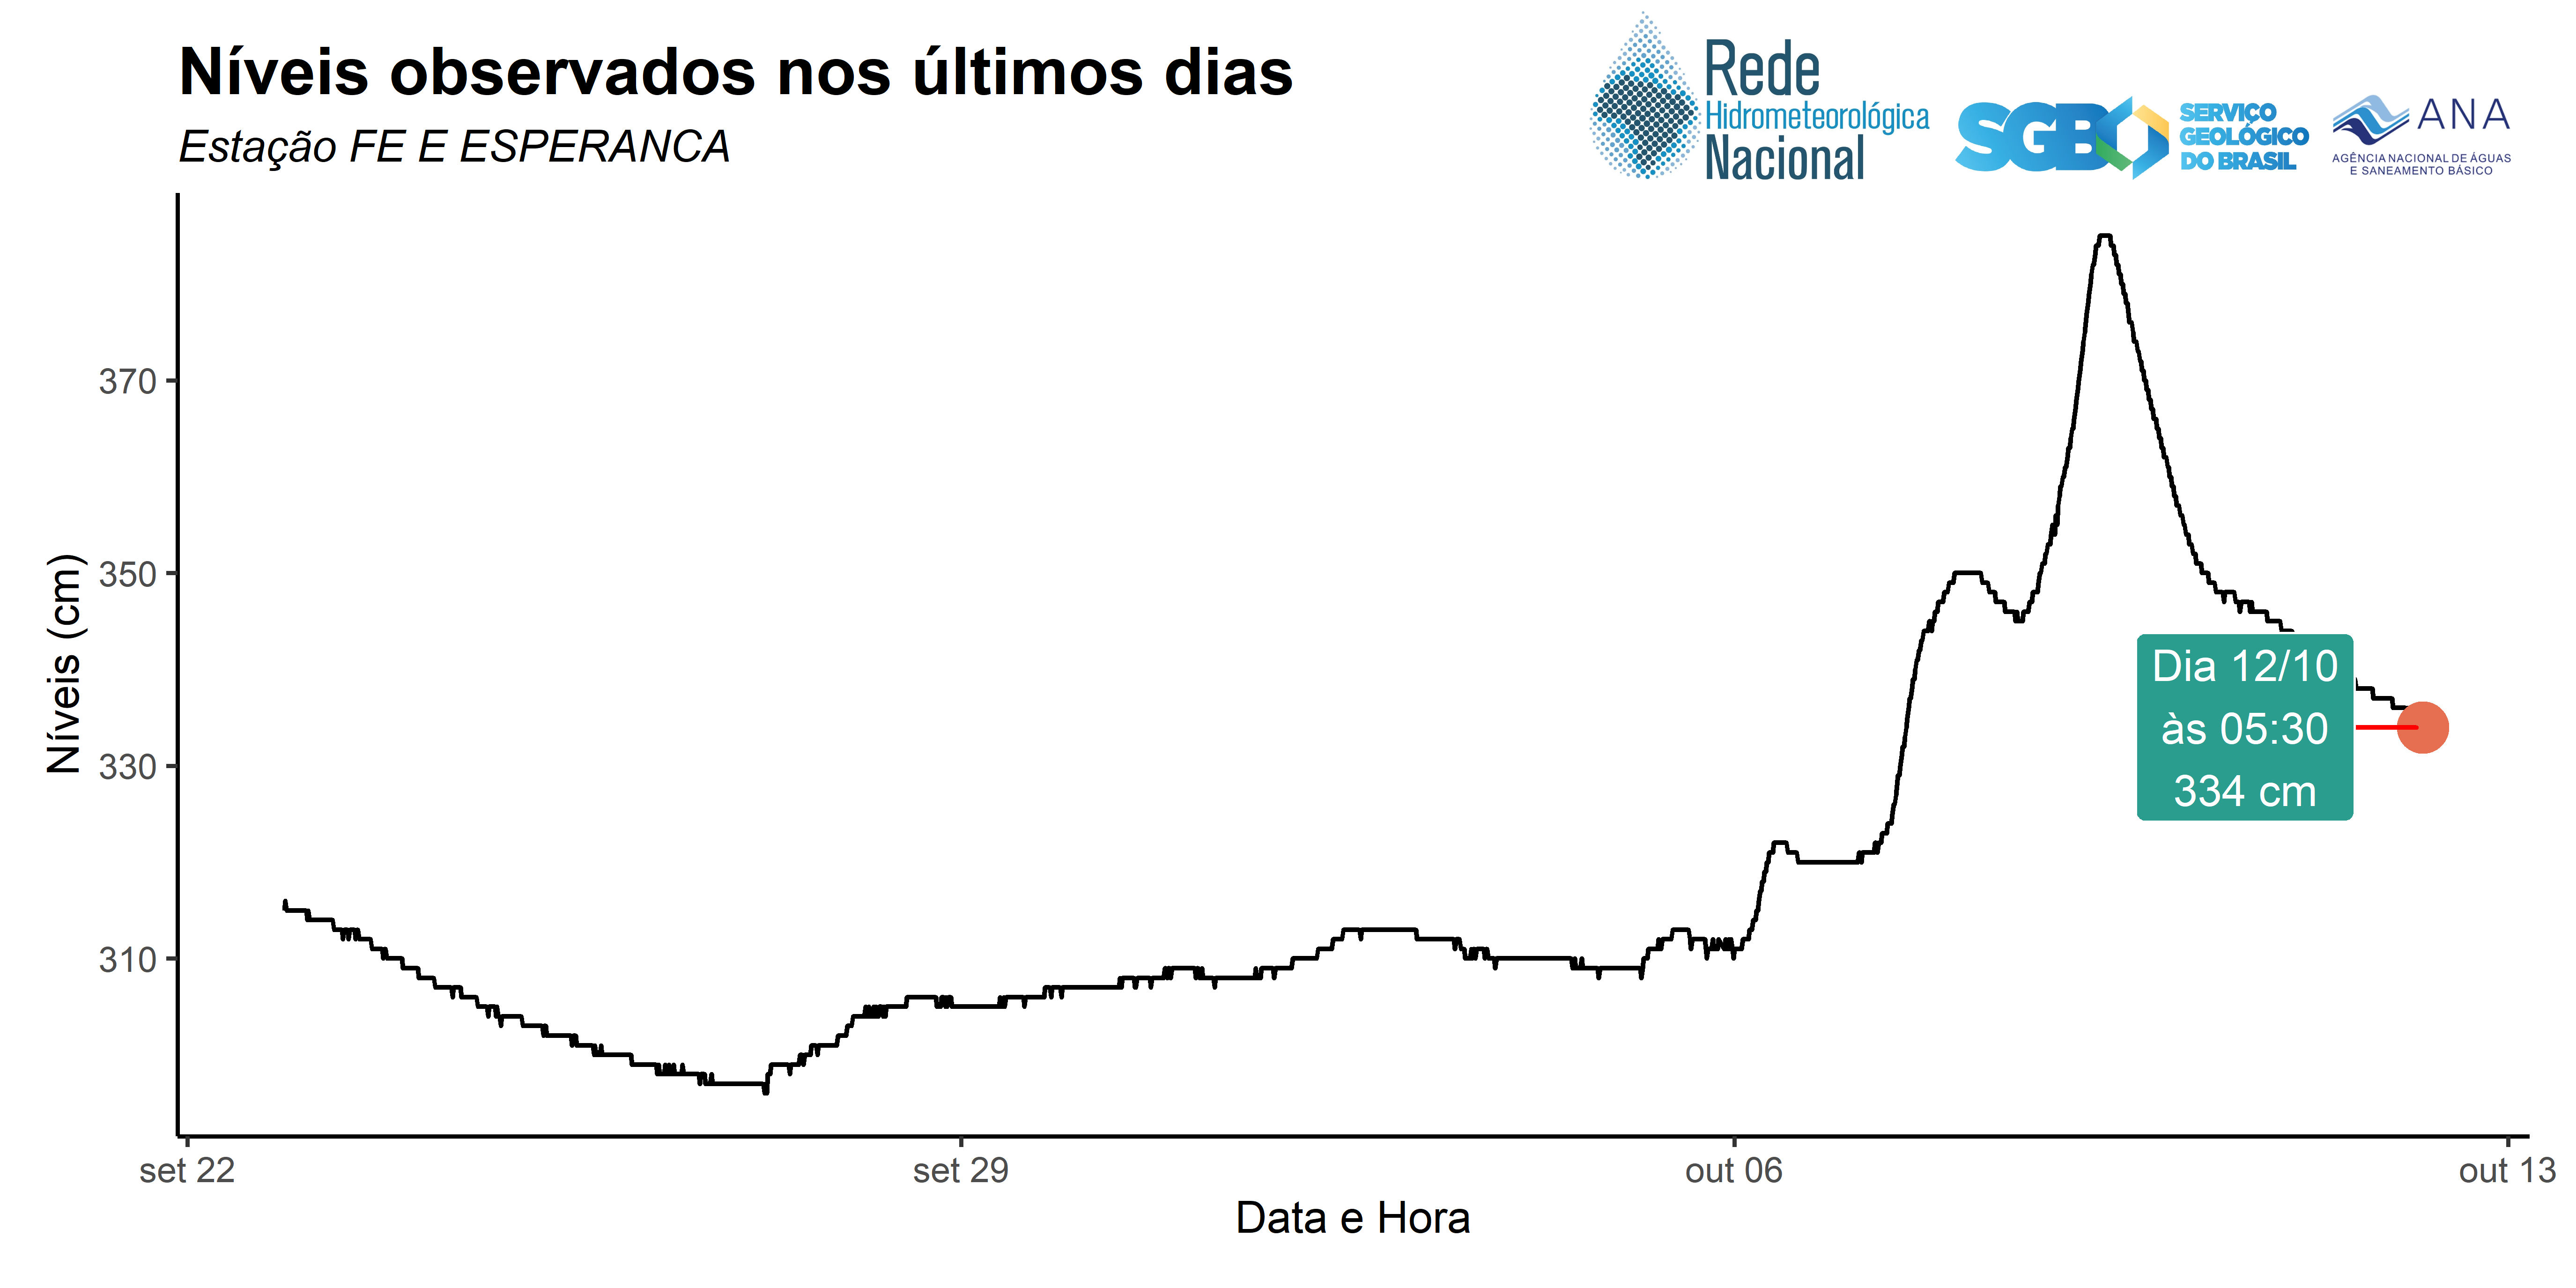 Níveis observados nos últimos dias
Estação FE E ESPERANCA
Rede
Hidrometeorológica
Nacional
SGB
SERVIÇO
GEOLÓGICO
DO BRASIL
ANA
AGÊNCIA NACIONAL DE ÁGUAS
E SANEAMENTO BÁSICO
Níveis (cm)
370
350
330
310
Dia 12/10
às 05:30
334 cm
set 22
set 29
out 06
out 13
Data e Hora